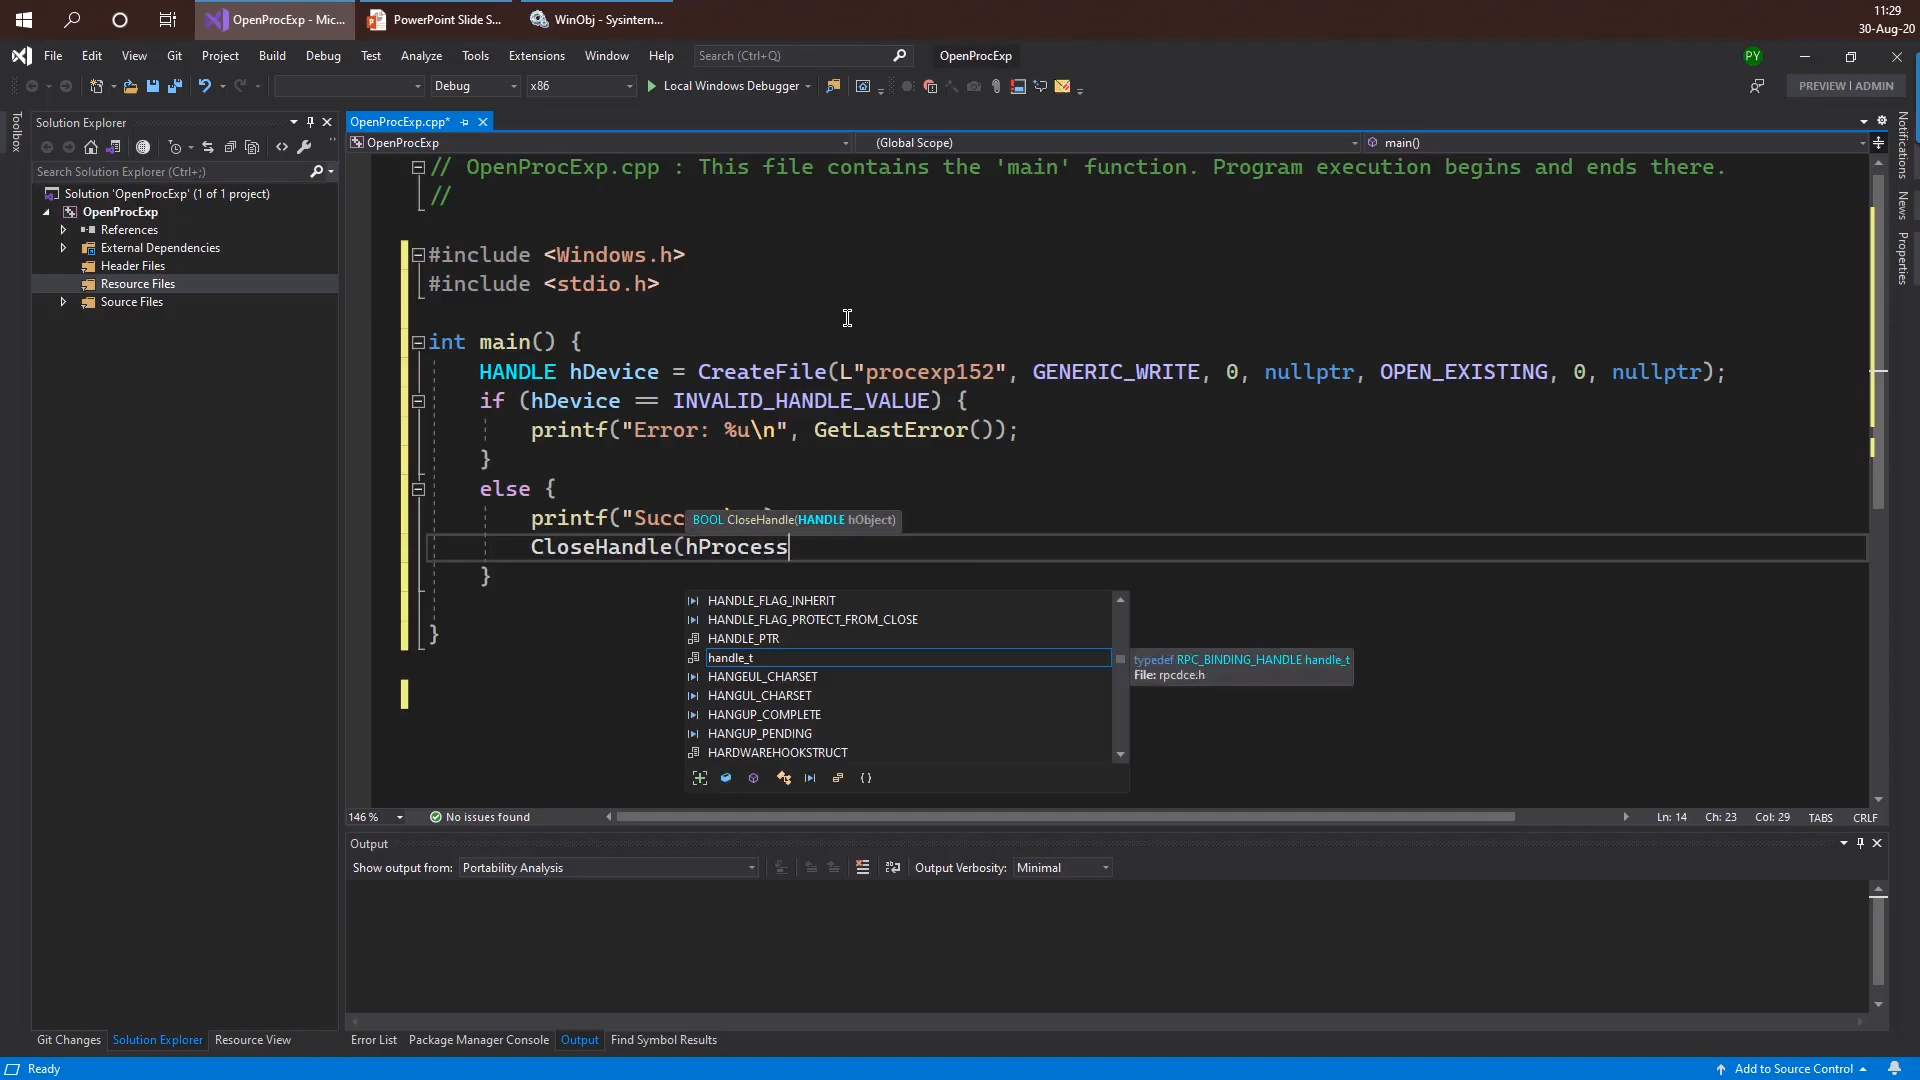 OpenProcExp - Mic...
PowerPoint Slide S...
WinObj - Sysintern...
11:29
30-Aug-20
File Edit View Git Project Build Debug Test Analyze Tools Extensions Window Help
Search (Ctrl+Q)
OpenProcExp
PY
Debug
x86
Local Windows Debugger
PREVIEW | ADMIN
Toolbox
Solution Explorer
Search Solution Explorer (Ctrl+;)
Solution 'OpenProcExp' (1 of 1 project)
OpenProcExp
References
External Dependencies
Header Files
Resource Files
Source Files
OpenProcExp.cpp*
OpenProcExp
(Global Scope)
main()
// OpenProcExp.cpp : This file contains the 'main' function. Program execution begins and ends there.
//
#include <Windows.h>
#include <stdio.h>
int main() {
HANDLE hDevice = CreateFile(L"procexp152", GENERIC_WRITE, 0, nullptr, OPEN_EXISTING, 0, nullptr);
if (hDevice == INVALID_HANDLE_VALUE) {
printf("Error: %u\n", GetLastError());
}
else {
printf("Succ
BOOL CloseHandle(HANDLE hObject)
CloseHandle(hProcess
}
}
HANDLE_FLAG_INHERIT
HANDLE_FLAG_PROTECT_FROM_CLOSE
HANDLE_PTR
handle_t
HANGEUL_CHARSET
HANGUL_CHARSET
HANGUP_COMPLETE
HANGUP_PENDING
HARDWAREHOOKSTRUCT
typedef RPC_BINDING_HANDLE handle_t
File: rpcdce.h
Notifications
News
Properties
146 %
No issues found
Ln: 14 Ch: 23 Col: 29 TABS CRLF
Output
Show output from: Portability Analysis
Output Verbosity: Minimal
Git Changes Solution Explorer Resource View
Error List Package Manager Console Output Find Symbol Results
Ready
Add to Source Control